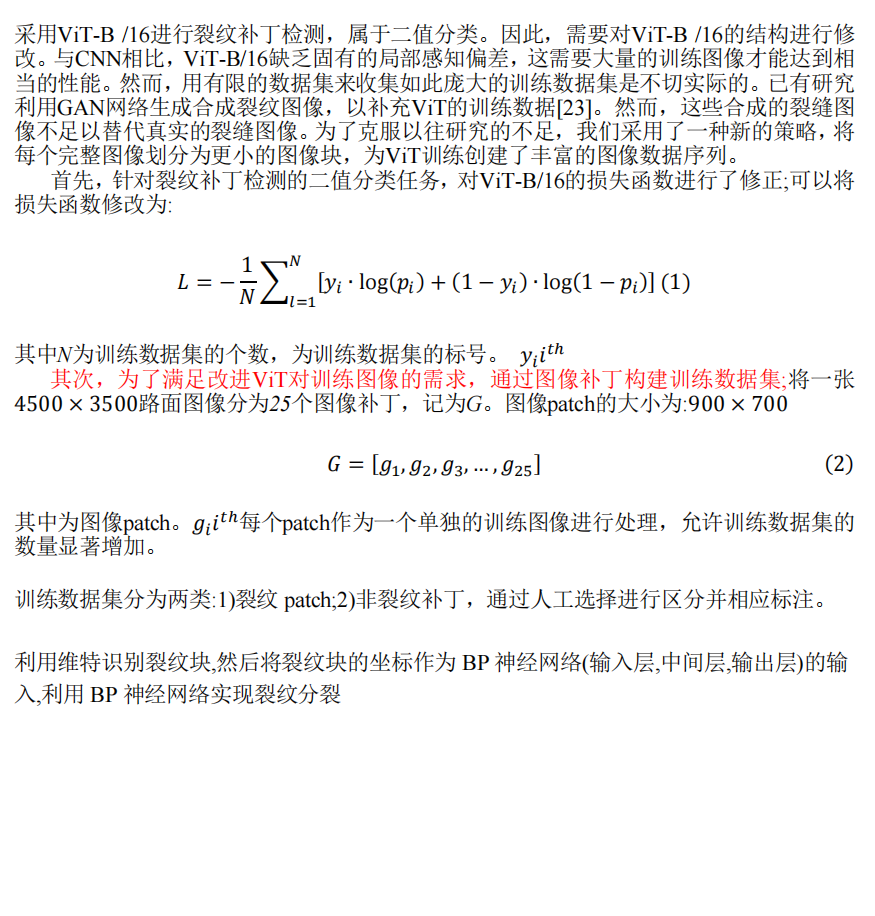 采用ViT-B /16进行裂纹补丁检测，属于二值分类。因此，需要对ViT-B /16的结构进行修
改。与CNN相比，ViT-B/16缺乏固有的局部感知偏差，这需要大量的训练图像才能达到相
当的性能。然而，用有限的数据集来收集如此庞大的训练数据集是不切实际的。已有研究
利用GAN网络生成合成裂纹图像，以补充ViT的训练数据[23]。然而，这些合成的裂缝图
像不足以替代真实的裂缝图像。为了克服以往研究的不足，我们采用了一种新的策略，将
每个完整图像划分为更小的图像块，为ViT训练创建了丰富的图像数据序列。
首先，针对裂纹补丁检测的二值分类任务，对ViT-B/16的损失函数进行了修正;可以将
损失函数修改为:
L = −\frac{1}{N}∑_{l=1}^{N}[y_i · log(p_i) + (1 − y_i) · log(1 − p_i)] (1)
其中N为训练数据集的个数，为训练数据集的标号。 y_i i^{th}
其次，为了满足改进ViT对训练图像的需求，通过图像补丁构建训练数据集;将一张
4500 × 3500路面图像分为25个图像补丁，记为G。图像patch的大小为:900 × 700
G = [g_1, g_2, g_3, … , g_{25}] (2)
其中为图像patch。g_i i^{th}每个patch作为一个单独的训练图像进行处理，允许训练数据集的
数量显著增加。
训练数据集分为两类:1)裂纹 patch;2)非裂纹补丁，通过人工选择进行区分并相应标注。
利用维特识别裂纹块,然后将裂纹块的坐标作为 BP 神经网络(输入层,中间层,输出层)的输
入,利用 BP 神经网络实现裂纹分裂